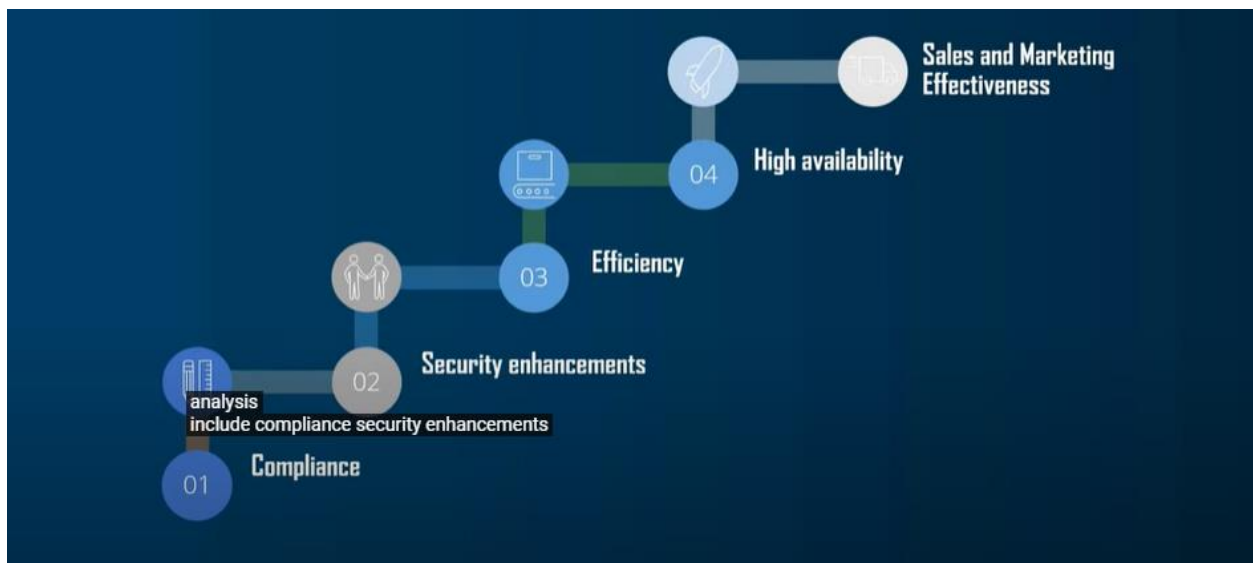 Sales and Marketing
Effectiveness
04
High availability
03
Efficiency
02
Security enhancements
analysis
include compliance security enhancements
01
Compliance